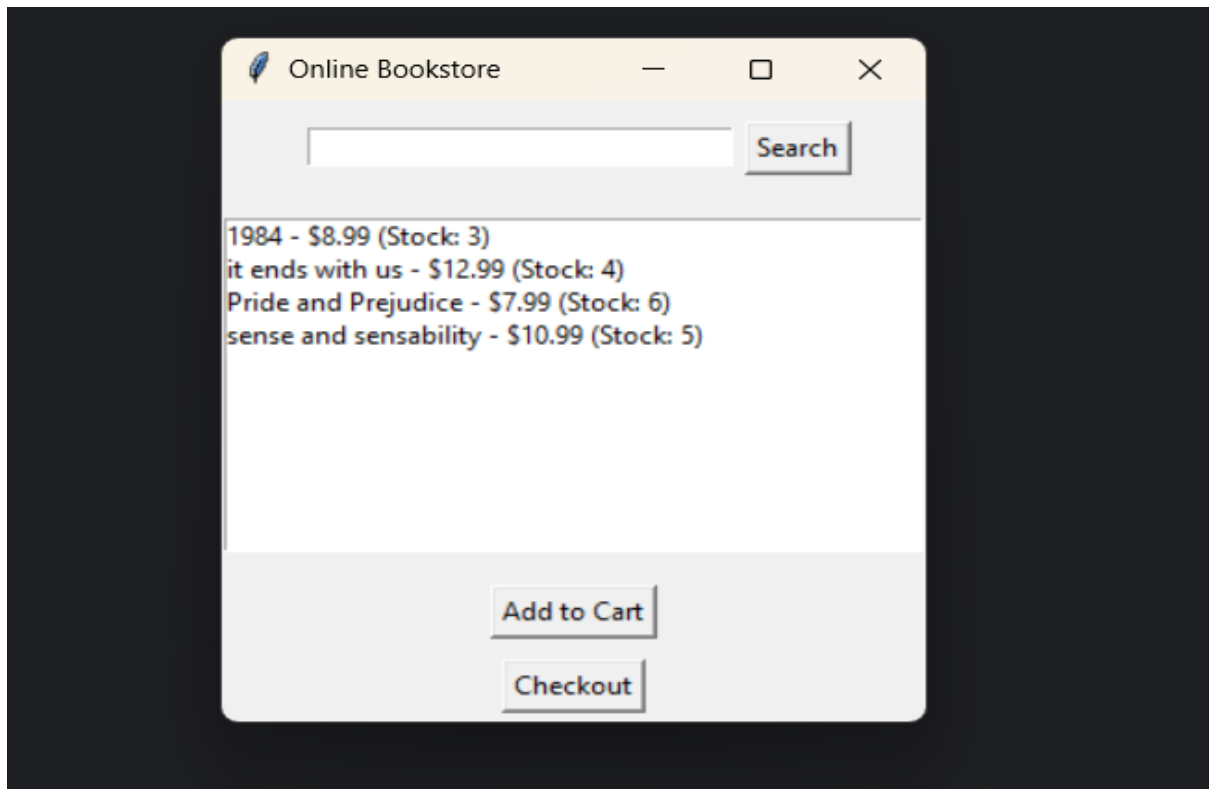 Online Bookstore
Search
1984 - $8.99 (Stock: 3)
it ends with us - $12.99 (Stock: 4)
Pride and Prejudice - $7.99 (Stock: 6)
sense and sensability - $10.99 (Stock: 5)
Add to Cart
Checkout